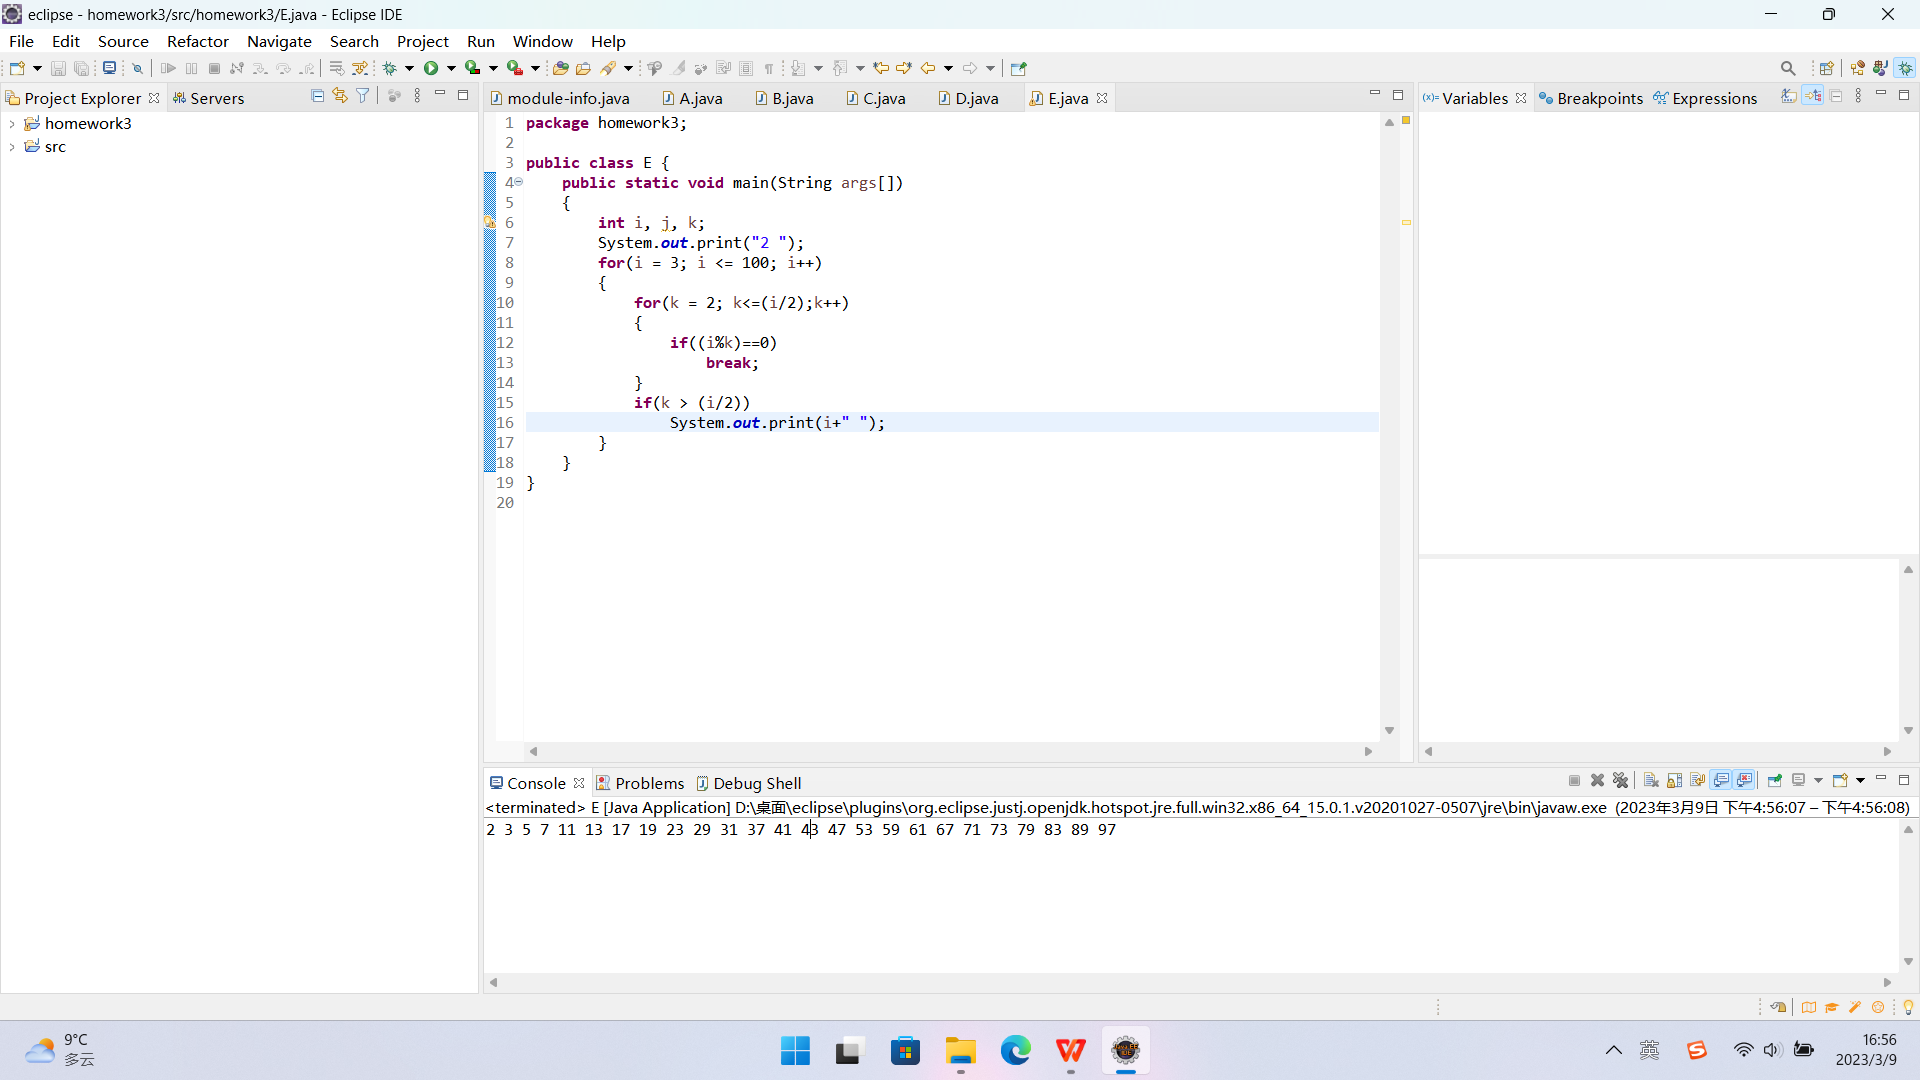 eclipse - homework3/src/homework3/E.java - Eclipse IDE
File Edit Source Refactor Navigate Search Project Run Window Help
Project Explorer Servers
homework3
src
module-info.java A.java B.java C.java D.java E.java
1 package homework3;
2
3 public class E {
4 public static void main(String args[])
5 {
6 int i, j, k;
7 System.out.print("2 ");
8 for(i = 3; i <= 100; i++)
9 {
10 for(k = 2; k<=(i/2);k++)
11 {
12 if((i%k)==0)
13 break;
14 }
15 if(k > (i/2))
16 System.out.print(i+" ");
17 }
18 }
19 }
20
(x)= Variables Breakpoints Expressions
Console Problems Debug Shell
<terminated> E [Java Application] D:\桌面\eclipse\plugins\org.eclipse.justj.openjdk.hotspot.jre.full.win32.x86_64_15.0.1.v20201027-0507\jre\bin\javaw.exe (2023年3月9日 下午4:56:07 – 下午4:56:08)
2 3 5 7 11 13 17 19 23 29 31 37 41 43 47 53 59 61 67 71 73 79 83 89 97
9°C
多云
英
16:56
2023/3/9